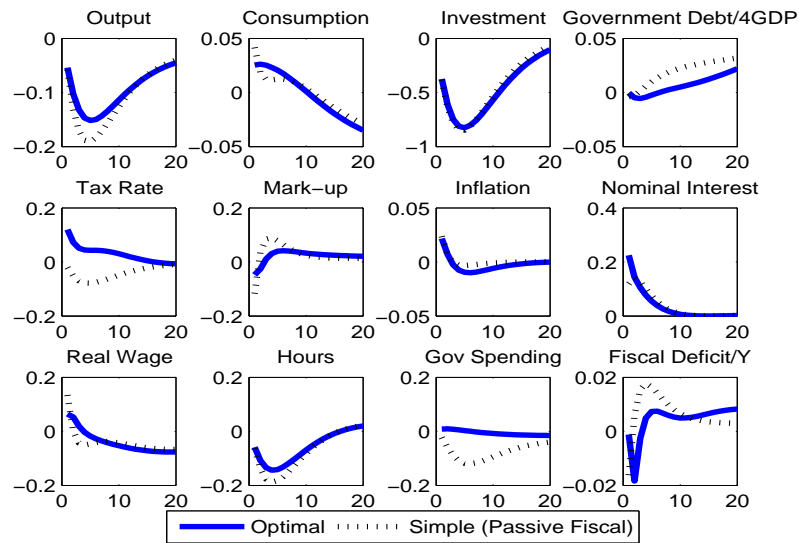 Output Consumption Investment Government Debt/4GDP
0 0.05 0 0.05
−0.1 0 −0.5 0
−0.2 −0.05 −1 −0.05
0 10 20 0 10 20 0 10 20 0 10 20
Tax Rate Mark−up Inflation Nominal Interest
0.2 0.2 0.05 0.4
0 0 0 0.2
−0.2 −0.2 −0.05 0
0 10 20 0 10 20 0 10 20 0 10 20
Real Wage Hours Gov Spending Fiscal Deficit/Y
0.2 0.2 0.2 0.02
0 0 0 0
−0.2 −0.2 −0.2 −0.02
0 10 20 0 10 20 0 10 20 0 10 20
Optimal Simple (Passive Fiscal)